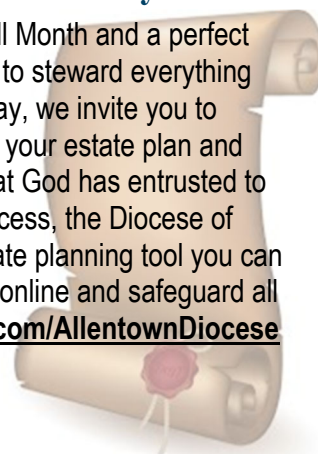 ll Month and a perfect
to steward everything
ay, we invite you to
your estate plan and
at God has entrusted to
cess, the Diocese of
ate planning tool you can
online and safeguard all
com/AllentownDiocese